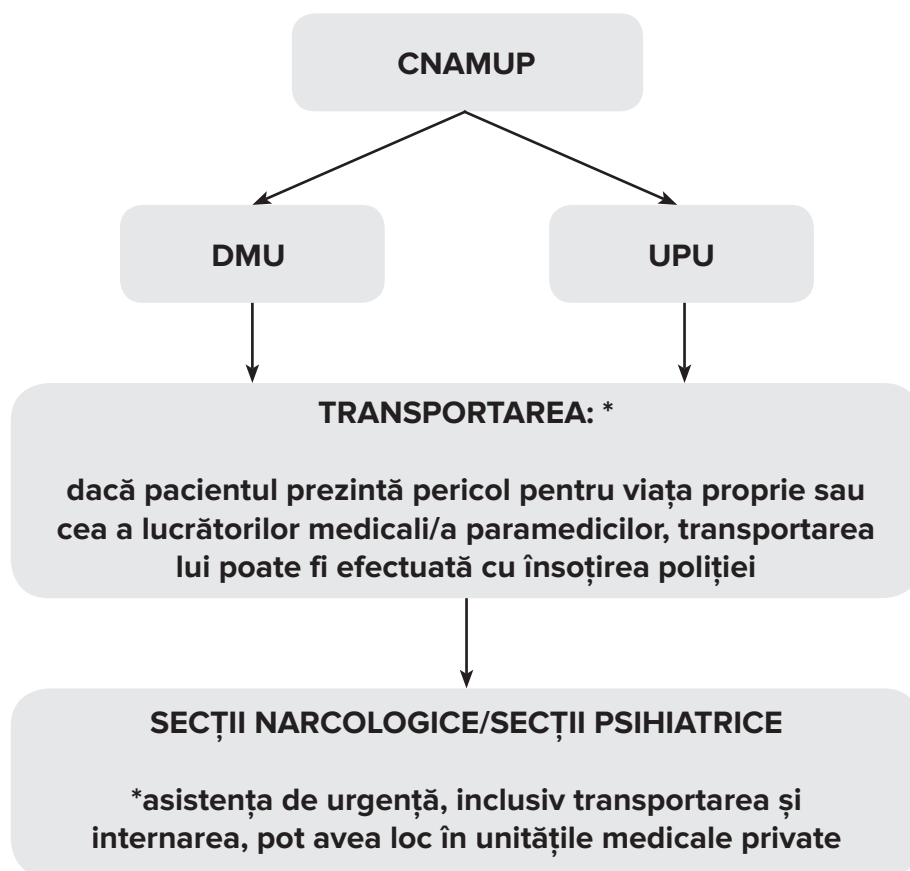 CNAMUP
DMU
UPU
TRANSPORTAREA: *
dacă pacientul prezintă pericol pentru viața proprie sau
cea a lucrătorilor medicali/a paramedicilor, transportarea
lui poate fi efectuată cu însoțirea poliției
SECȚII NARCOLOGICE/SECȚII PSIHIATRICE
*asistența de urgență, inclusiv transportarea și
internarea, pot avea loc în unitățile medicale private